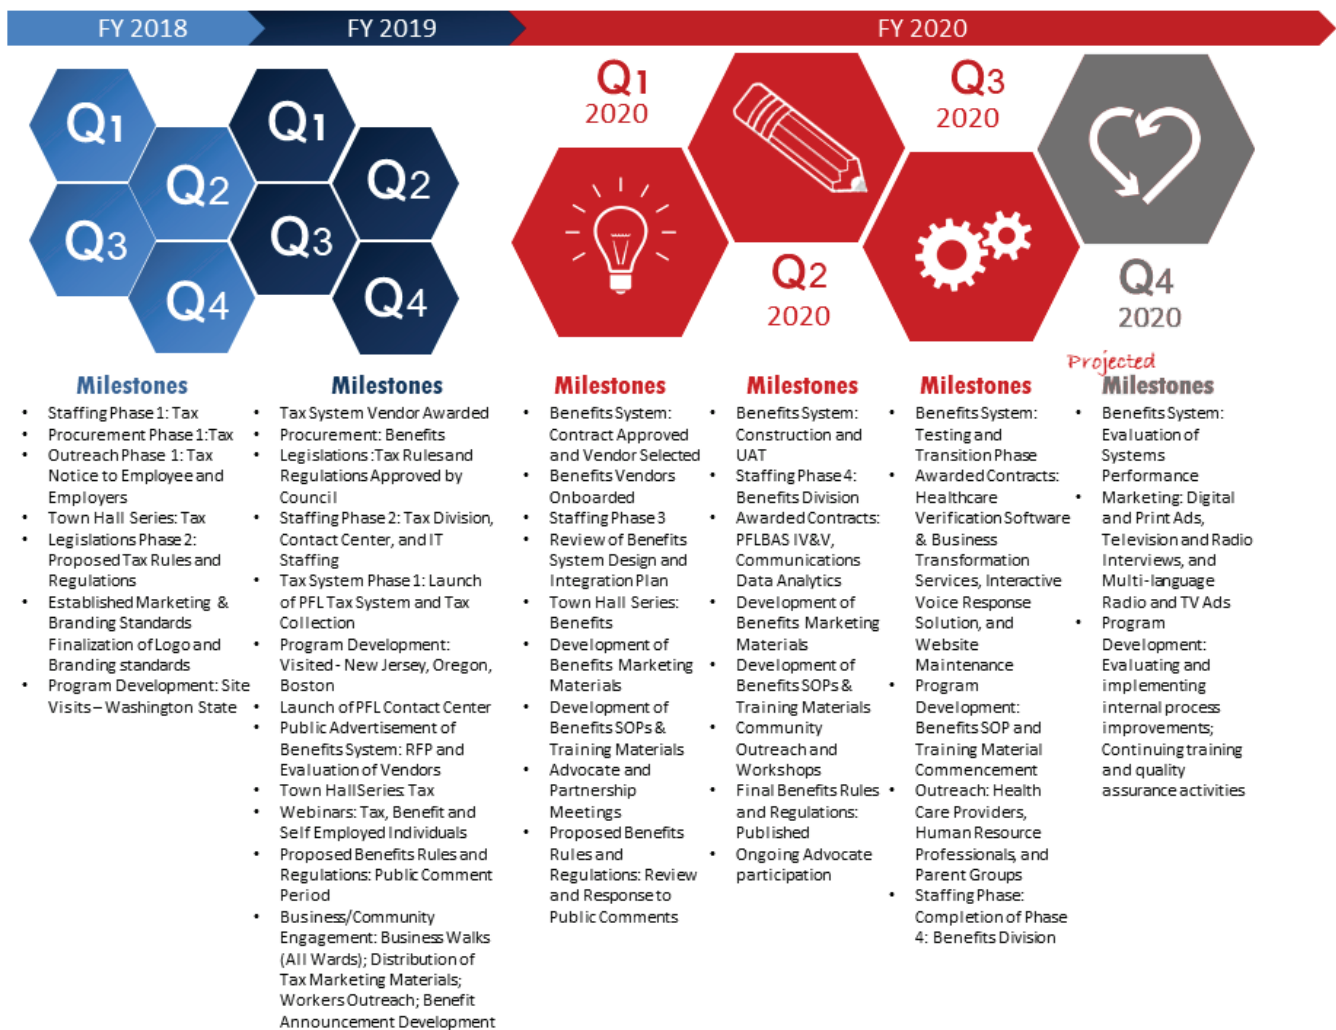 FY 2018
FY 2019
FY 2020
Q1
Q2
Q3
Q4
Q1
Q2
Q3
Q4
Q1
2020
Q2
2020
Q3
2020
Q4
2020
Milestones
• Staffing Phase 1: Tax
• Procurement Phase 1:Tax
• Outreach Phase 1: Tax
Notice to Employee and
Employers
• Town Hall Series: Tax
• Legislations Phase 2:
Proposed Tax Rules and
Regulations
• Established Marketing &
Branding Standards
Finalization of Logo and
Branding standards
• Program Development: Site
Visits – Washington State
Milestones
• Tax System Vendor Awarded
• Procurement: Benefits
• Legislations :Tax Rules and
Regulations Approved by
Council
• Staffing Phase 2: Tax Division,
Contact Center, and IT
Staffing
• Tax System Phase 1: Launch
of PFL Tax System and Tax
Collection
• Program Development:
Visited - New Jersey, Oregon,
Boston
• Launch of PFL Contact Center
• Public Advertisement of
Benefits System: RFP and
Evaluation of Vendors
• Town Hall Series: Tax
• Webinars: Tax, Benefit and
Self Employed Individuals
• Proposed Benefits Rules and
Regulations: Public Comment
Period
• Business/Community
Engagement: Business Walks
(All Wards); Distribution of
Tax Marketing Materials;
Workers Outreach; Benefit
Announcement Development
Milestones
• Benefits System:
Contract Approved
and Vendor Selected
• Benefits Vendors
Onboarded
• Staffing Phase 3
• Review of Benefits
System Design and
Integration Plan
• Town Hall Series:
Benefits
• Development of
Benefits Marketing
Materials
• Development of
Benefits SOPs &
Training Materials
• Advocate and
Partnership
Meetings
• Proposed Benefits
Rules and
Regulations: Review
and Response to
Public Comments
Milestones
• Benefits System:
Construction and
UAT
• Staffing Phase 4:
Benefits Division
• Awarded Contracts:
PFLBAS IV&V,
Communications
Data Analytics
• Development of
Benefits Marketing
Materials
• Development of
Benefits SOPs &
Training Materials
• Community
Outreach and
Workshops
• Final Benefits Rules
and Regulations:
Published
• Ongoing Advocate
participation
Milestones
• Benefits System:
Testing and
Transition Phase
• Awarded Contracts:
Healthcare
Verification Software
& Business
Transformation
Services, Interactive
Voice Response
Solution, and
Website
Maintenance
• Program
Development:
Benefits SOP and
Training Material
Commencement
• Outreach: Health
Care Providers,
Human Resource
Professionals, and
Parent Groups
• Staffing Phase:
Completion of Phase
4: Benefits Division
Projected
Milestones
• Benefits System:
Evaluation of
Systems
Performance
• Marketing: Digital
and Print Ads,
Television and Radio
Interviews, and
Multi-language
Radio and TV Ads
• Program
Development:
Evaluating and
implementing
internal process
improvements;
Continuing training
and quality
assurance activities